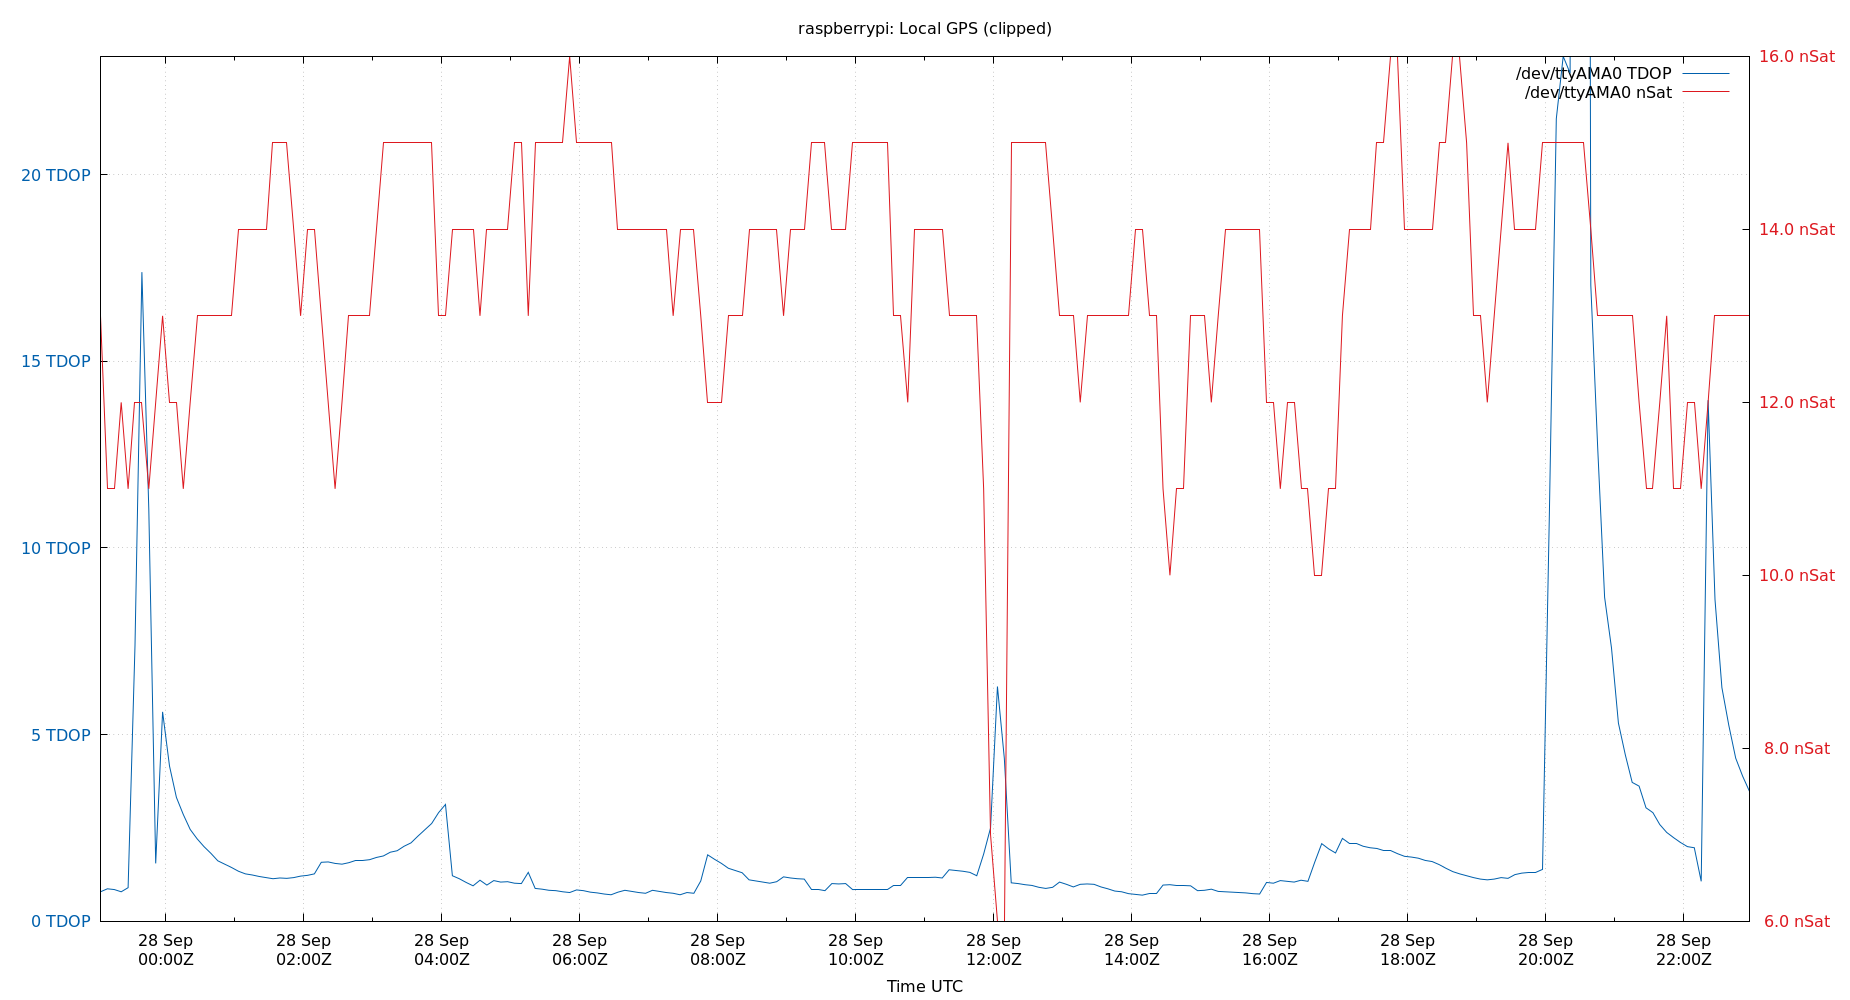 raspberrypi: Local GPS (clipped)
16.0 nSat
/dev/ttyAMA0 TDOP
/dev/ttyAMA0 nSat
20 TDOP
14.0 nSat
15 TDOP
12.0 nSat
10 TDOP
10.0 nSat
5 TDOP
8.0 nSat
0 TDOP
6.0 nSat
28 Sep 28 Sep 28 Sep 28 Sep 28 Sep 28 Sep 28 Sep 28 Sep 28 Sep 28 Sep 28 Sep 28 Sep
00:00Z 02:00Z 04:00Z 06:00Z 08:00Z 10:00Z 12:00Z 14:00Z 16:00Z 18:00Z 20:00Z 22:00Z
Time UTC